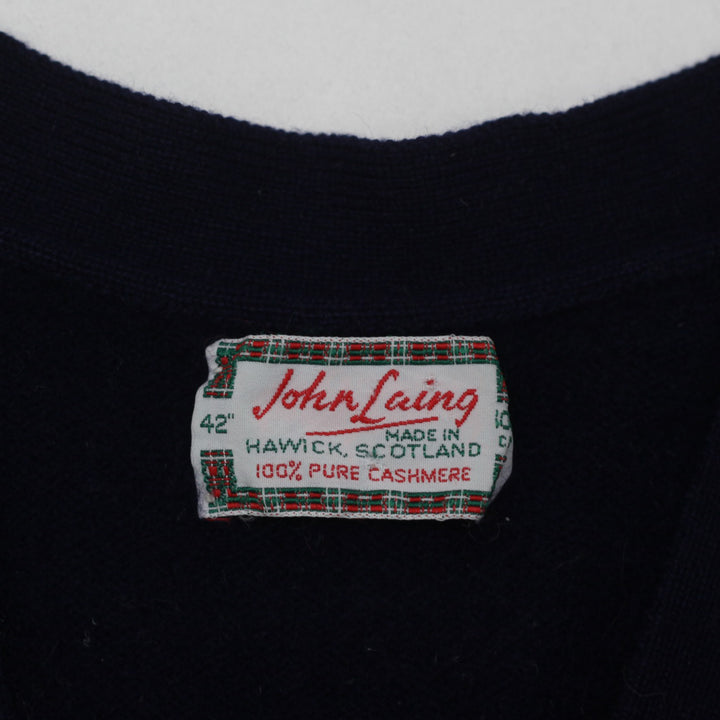 John Laing
42"
MADE IN
HAWICK, SCOTLAND
100% PURE CASHMERE